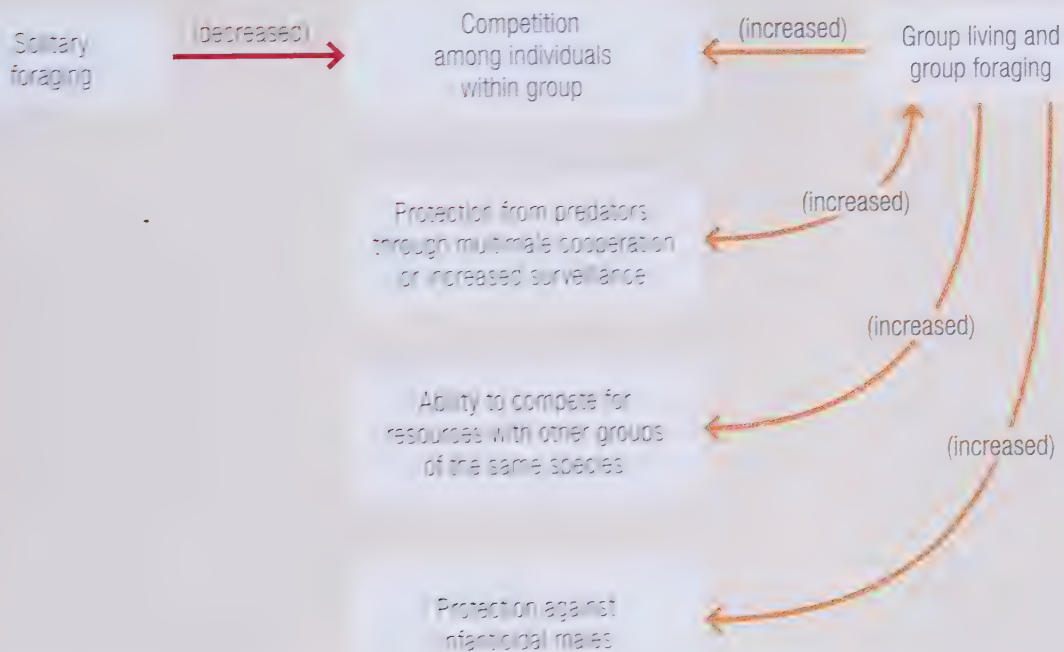 Solitary
foraging
(decreased)
Competition
among individuals
within group
(increased)
Group living and
group foraging
Protection from predators
through multimale cooperation
or increased surveillance
(increased)
Ability to compete for
resources with other groups
of the same species
(increased)
Protection against
infanticidal males
(increased)